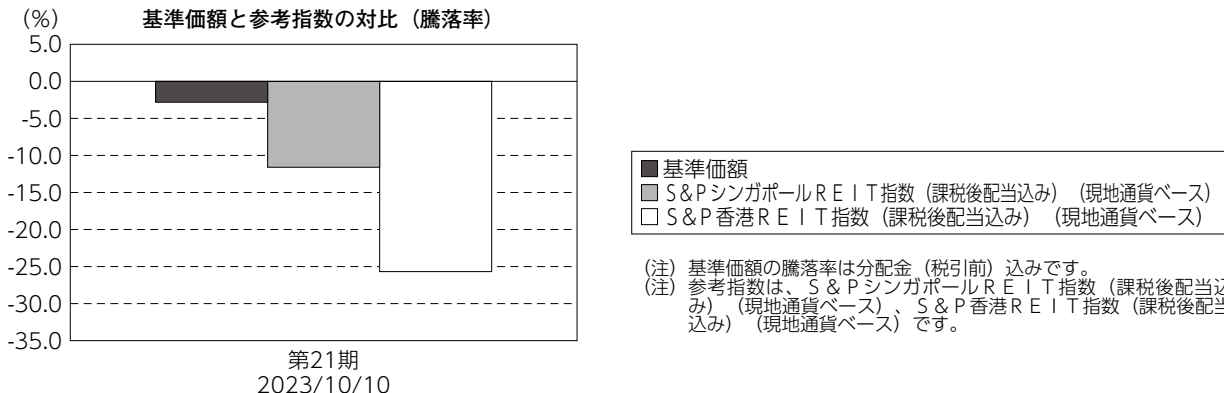 (%)
基準価額と参考指数の対比（騰落率）
5.0
0.0
-5.0
-10.0
-15.0
-20.0
-25.0
-30.0
-35.0
第21期
2023/10/10
基準価額
Ｓ＆ＰシンガポールＲＥＩＴ指数（課税後配当込み）（現地通貨ベース）
Ｓ＆Ｐ香港ＲＥＩＴ指数（課税後配当込み）（現地通貨ベース）
（注）基準価額の騰落率は分配金（税引前）込みです。
（注）参考指数は、Ｓ＆ＰシンガポールＲＥＩＴ指数（課税後配当込
み）（現地通貨ベース）、Ｓ＆Ｐ香港ＲＥＩＴ指数（課税後配当
込み）（現地通貨ベース）です。